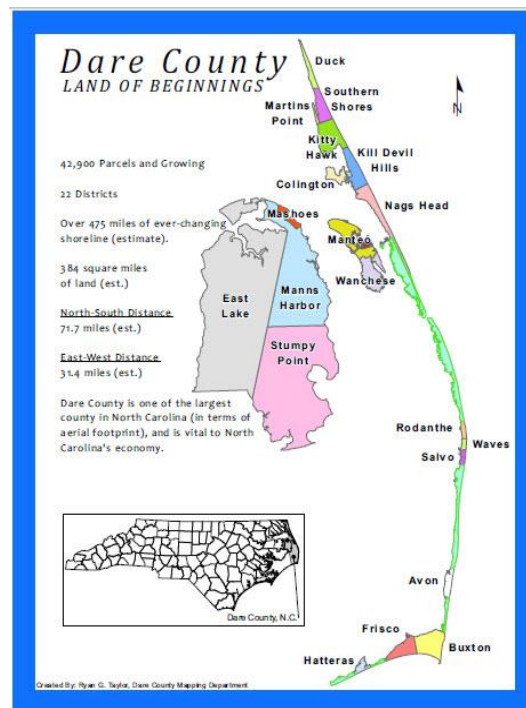 Dare County
LAND OF BEGINNINGS
Duck
Southern
Shores
Martins
Point
N
Kitty
Hawk
Kill Devil
Hills
Colington
Nags Head
42,900 Parcels and Growing
22 Districts
Over 475 miles of ever-changing
shoreline (estimate).
384 square miles
of land (est.)
North-South Distance
71.7 miles (est.)
East-West Distance
31.4 miles (est.)
Dare County is one of the largest
county in North Carolina (in terms of
aerial footprint), and is vital to North
Carolina's economy.
Mashoes
Manteo
Wanchese
East
Lake
Manns
Harbor
Stumpy
Point
Rodanthe
Waves
Salvo
Avon
Frisco
Buxton
Hatteras
Dare County, N.C.
Created By: Ryan G. Taylor, Dare County Mapping Department